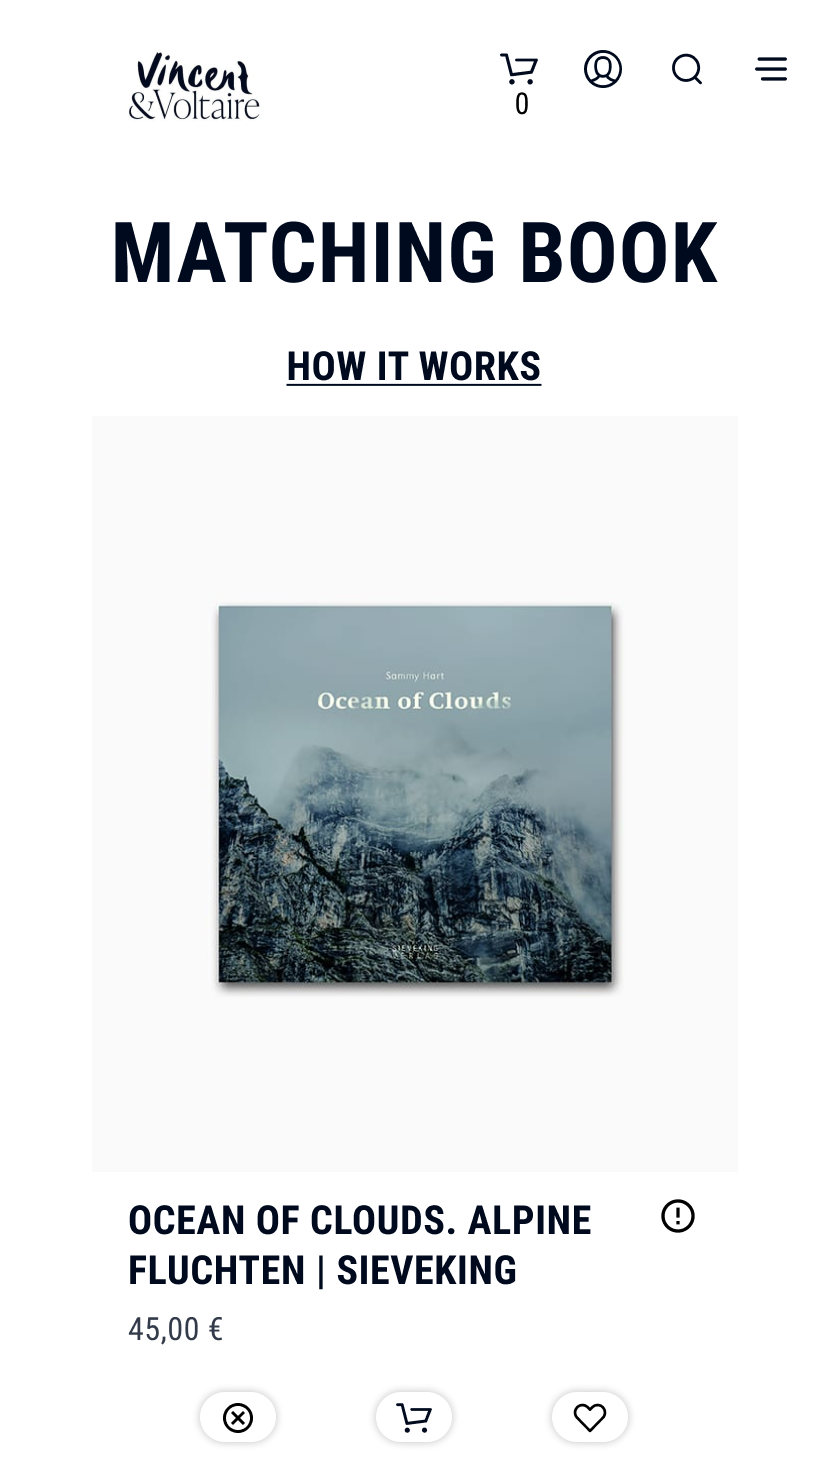 Vincent
&Voltaire
0
MATCHING BOOK
HOW IT WORKS
Sammy Hart
Ocean of Clouds
SIEVEKING
VERLAG
OCEAN OF CLOUDS. ALPINE
FLUCHTEN | SIEVEKING
45,00 €